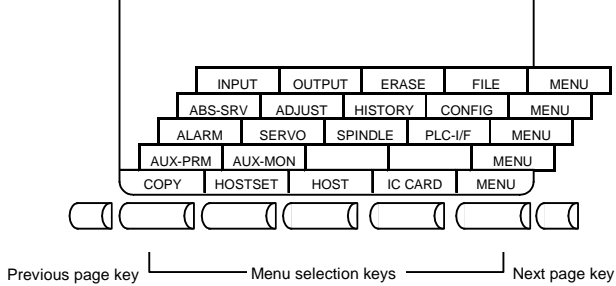 INPUT OUTPUT ERASE FILE MENU
ABS-SRV ADJUST HISTORY CONFIG MENU
ALARM SERVO SPINDLE PLC-I/F MENU
AUX-PRM AUX-MON MENU
COPY HOSTSET HOST IC CARD MENU
Previous page key Menu selection keys Next page key